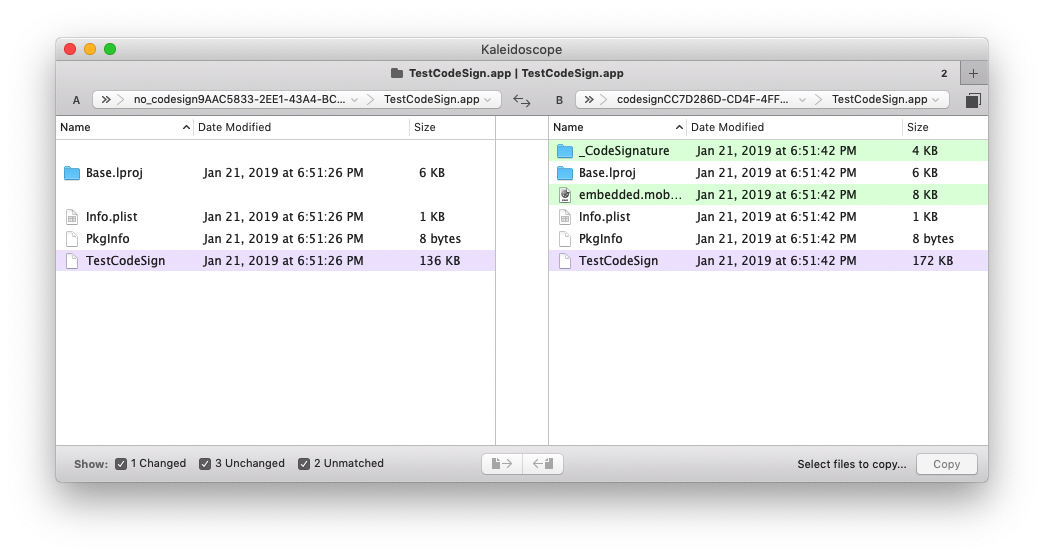 Kaleidoscope
TestCodeSign.app | TestCodeSign.app 2 +
A no_codesign9AAC5833-2EE1-43A4-BC... TestCodeSign.app B codesignCC7D286D-CD4F-4FF... TestCodeSign.app
Name Date Modified Size Name Date Modified Size
_CodeSignature Jan 21, 2019 at 6:51:42 PM 4 KB
Base.lproj Jan 21, 2019 at 6:51:26 PM 6 KB Base.lproj Jan 21, 2019 at 6:51:42 PM 6 KB
embedded.mob... Jan 21, 2019 at 6:51:42 PM 8 KB
Info.plist Jan 21, 2019 at 6:51:26 PM 1 KB Info.plist Jan 21, 2019 at 6:51:42 PM 1 KB
PkgInfo Jan 21, 2019 at 6:51:26 PM 8 bytes PkgInfo Jan 21, 2019 at 6:51:42 PM 8 bytes
TestCodeSign Jan 21, 2019 at 6:51:26 PM 136 KB TestCodeSign Jan 21, 2019 at 6:51:42 PM 172 KB
Show: 1 Changed 3 Unchanged 2 Unmatched Select files to copy... Copy